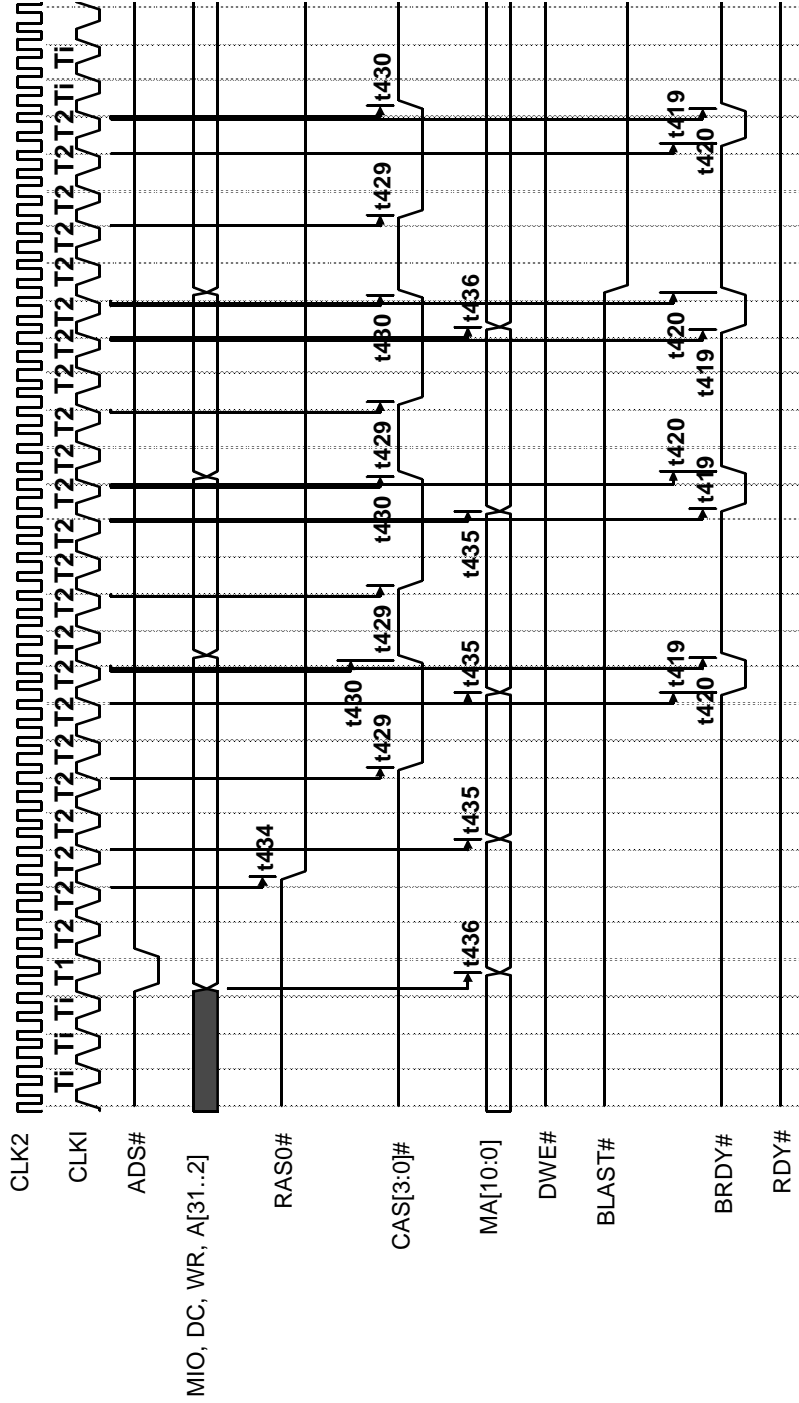 CLK2
CLKI
Ti Ti Ti T1 T2 T2 T2 T2 T2 T2 T2 T2 T2 T2 T2 T2 T2 T2 T2 T2 T2 T2 T2 T2 T2 T2 T2 Ti Ti
ADS#
MIO, DC, WR, A[31..2]
t434
RAS0#
t430
t429 t429 t430 t429 t430 t429 t430
CAS[3:0]#
t436 t435 t435 t435 t436
MA[10:0]
DWE#
BLAST#
t419 t420 t420 t419
t420 t419 t419 t420
BRDY#
RDY#